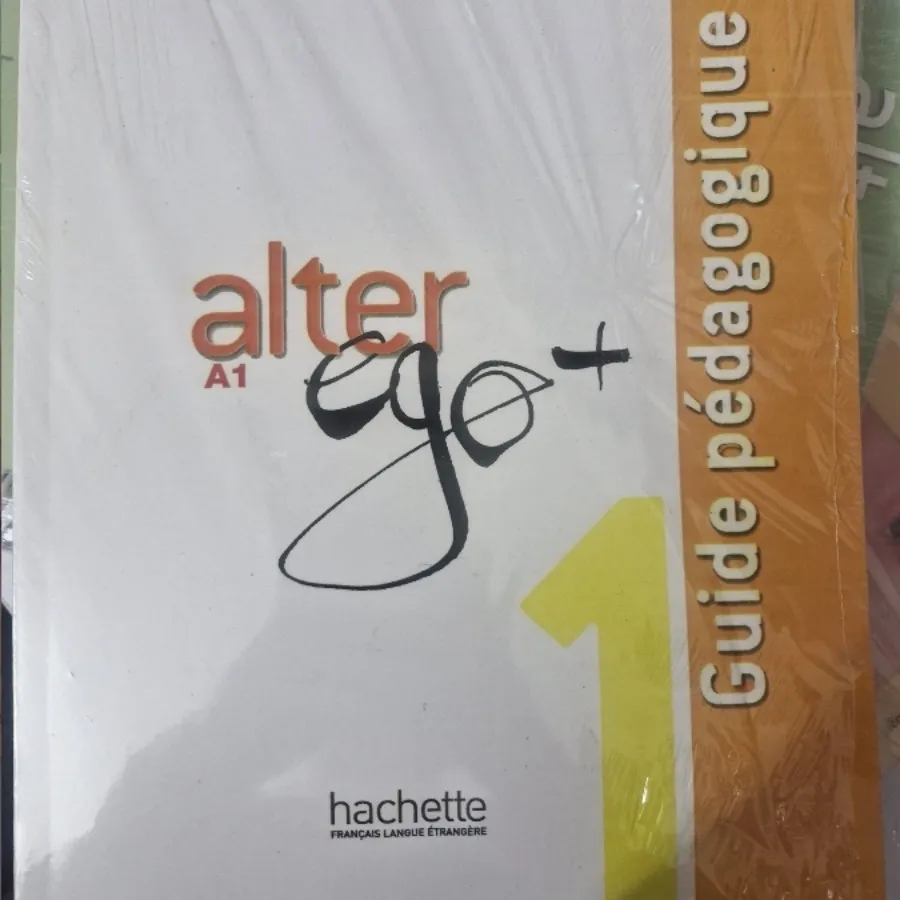 alter
A1
ego+
1
hachette
FRANÇAIS LANGUE ÉTRANGÈRE
Guide pédagogique